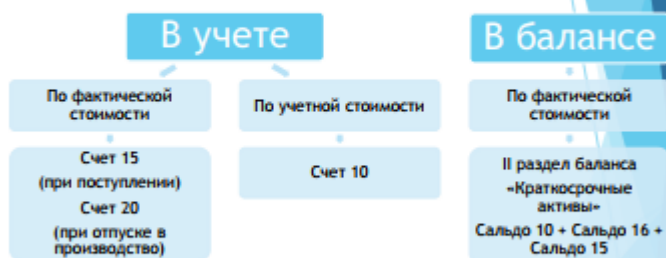 В учете
В балансе
По фактической
стоимости
По учетной стоимости
По фактической
стоимости
Счет 15
(при поступлении)
Счет 20
(при отпуске в
производство)
Счет 10
II раздел баланса
«Краткосрочные
активы»
Сальдо 10 + Сальдо 16 +
Сальдо 15